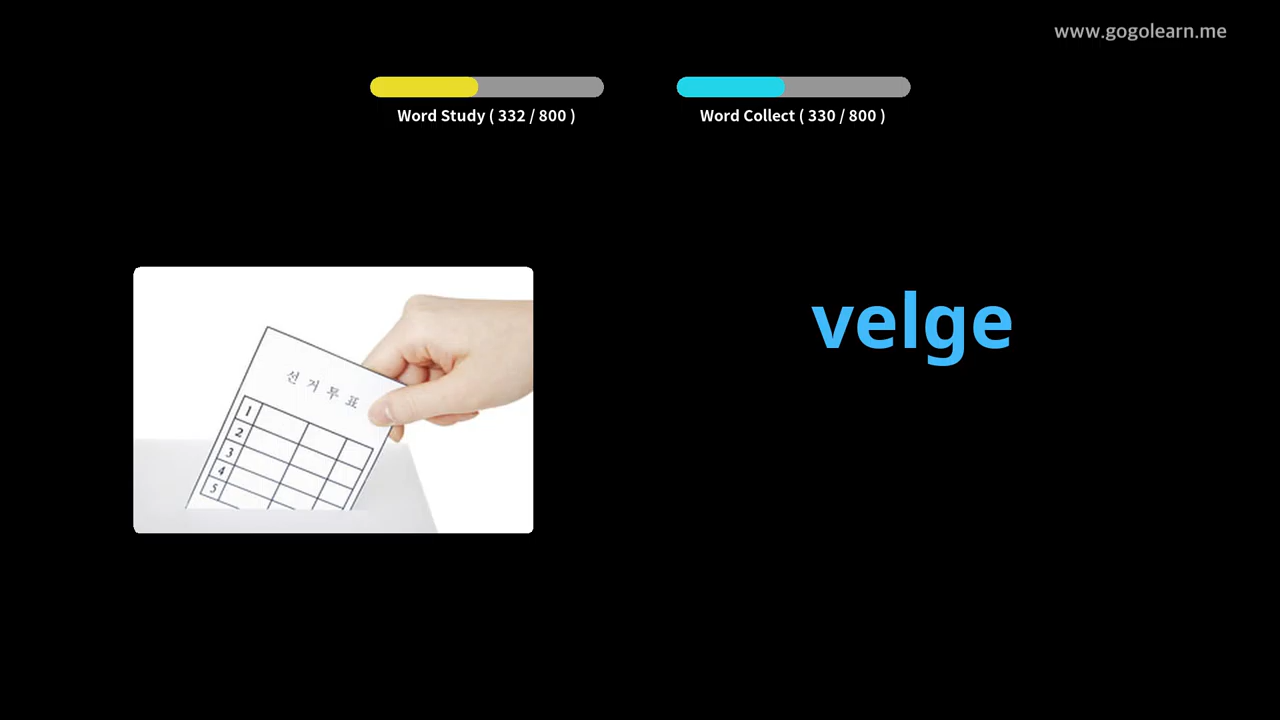 www.gogolearn.me
Word Study ( 332 / 800 )
Word Collect ( 330 / 800 )
velge
선거투표
1
2
3
4
5